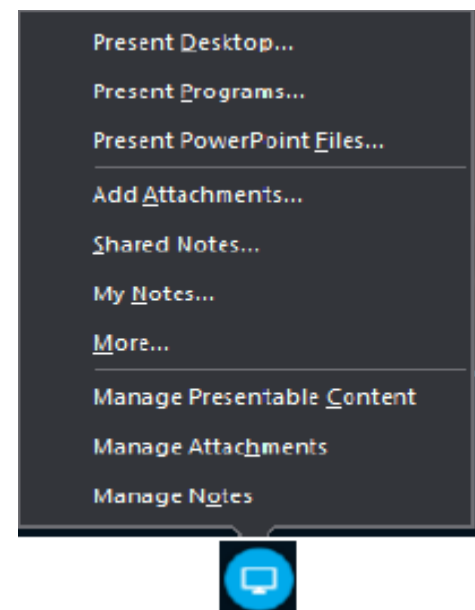 Present Desktop...
Present Programs...
Present PowerPoint Files...
Add Attachments...
Shared Notes...
My Notes...
More...
Manage Presentable Content
Manage Attachments
Manage Notes